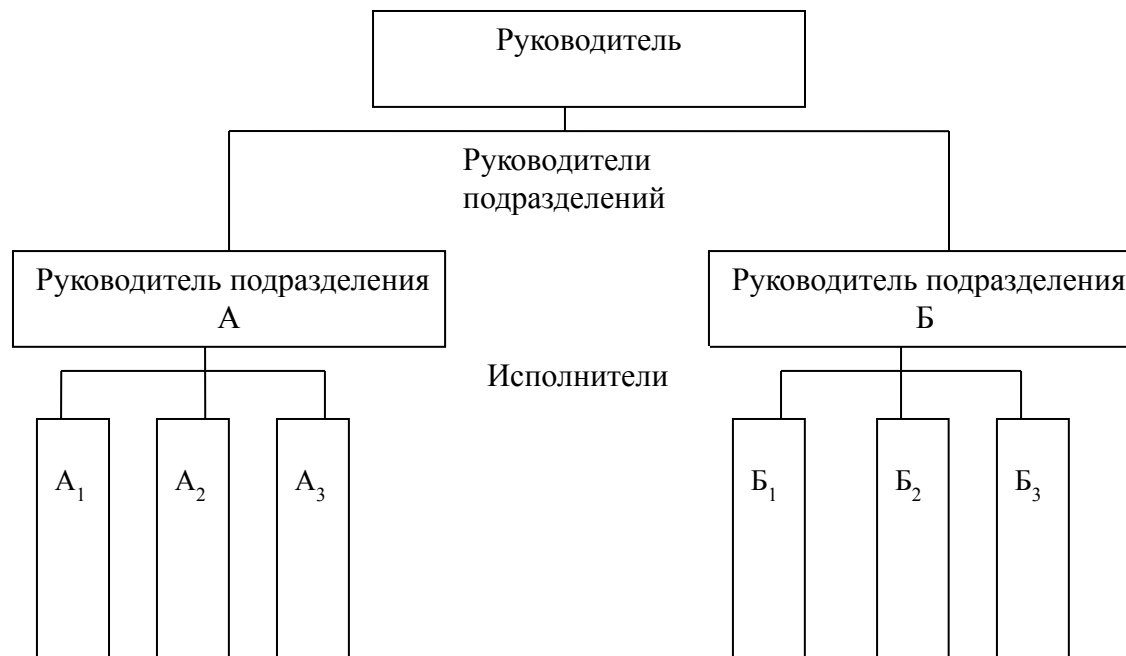 Руководитель
Руководители
подразделений
Руководитель подразделения
А
Руководитель подразделения
Б
Исполнители
А₁ А₂ А₃ Б₁ Б₂ Б₃